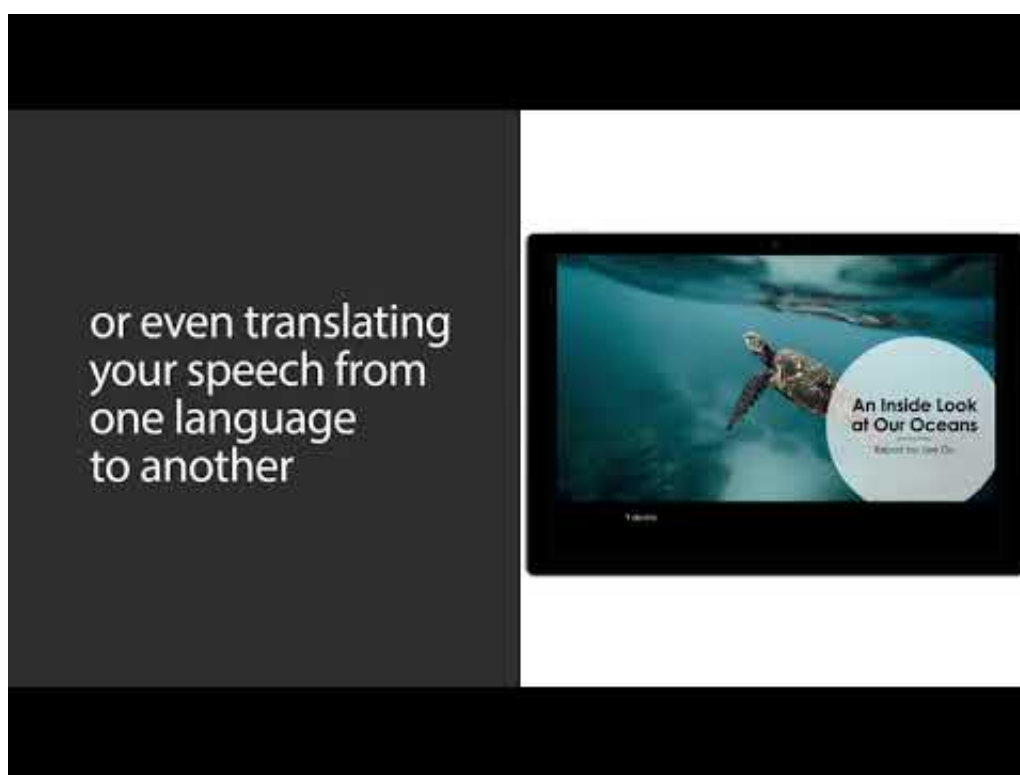 or even translating
your speech from
one language
to another
An Inside Look
at Our Oceans